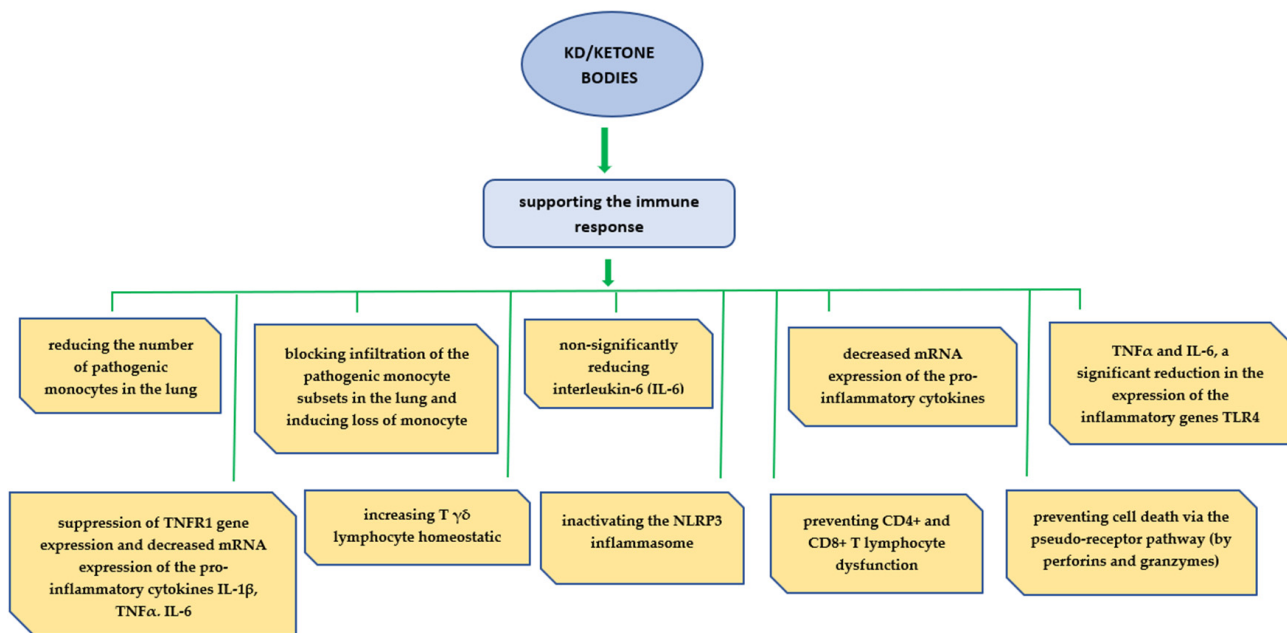 KD/KETONE
BODIES
supporting the immune
response
reducing the number
of pathogenic
monocytes in the lung
blocking infiltration of the
pathogenic monocyte
subsets in the lung and
inducing loss of monocyte
non-significantly
reducing
interleukin-6 (IL-6)
decreased mRNA
expression of the pro-
inflammatory cytokines
TNFα and IL-6, a
significant reduction in the
expression of the
inflammatory genes TLR4
suppression of TNFR1 gene
expression and decreased mRNA
expression of the pro-
inflammatory cytokines IL-1β,
TNFα. IL-6
increasing T γδ
lymphocyte homeostatic
inactivating the NLRP3
inflammasome
preventing CD4+ and
CD8+ T lymphocyte
dysfunction
preventing cell death via the
pseudo-receptor pathway (by
perforins and granzymes)